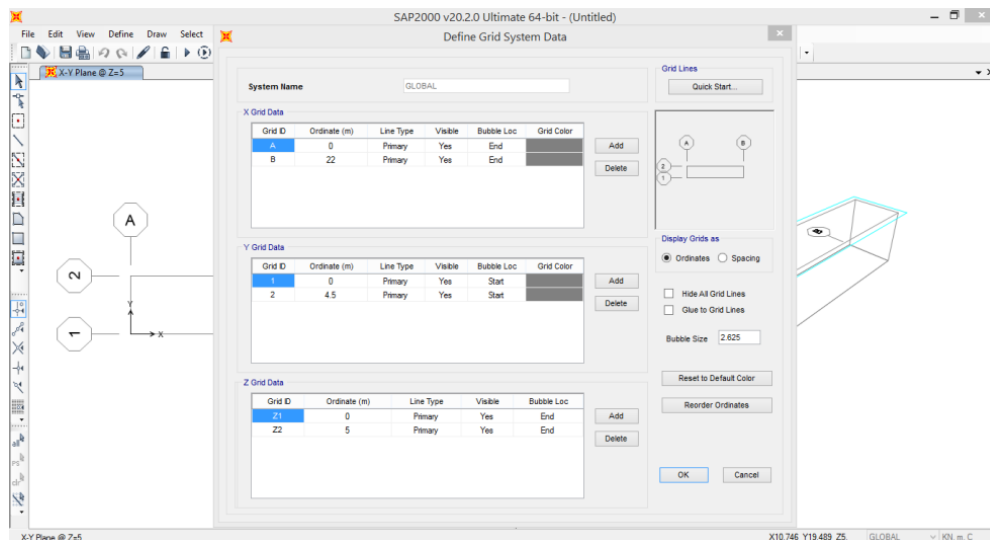 SAP2000 v20.2.0 Ultimate 64-bit - (Untitled)
File Edit View Define Draw Select
Define Grid System Data
X-Y Plane @ Z=5
System Name GLOBAL
Grid Lines
Quick Start...
X Grid Data
Grid ID Ordinate (m) Line Type Visible Bubble Loc Grid Color
A 0 Primary Yes End
B 22 Primary Yes End
Add
Delete
A B
2
1
Y Grid Data
Grid ID Ordinate (m) Line Type Visible Bubble Loc Grid Color
1 0 Primary Yes Start
2 4.5 Primary Yes Start
Add
Delete
Display Grids as
Ordinates Spacing
Hide All Grid Lines
Glue to Grid Lines
Bubble Size 2.625
Reset to Default Color
Reorder Ordinates
Z Grid Data
Grid ID Ordinate (m) Line Type Visible Bubble Loc
Z1 0 Primary Yes End
Z2 5 Primary Yes End
Add
Delete
OK Cancel
A
2
1
Y
X
B
all
PS
clr
X-Y Plane @ Z=5
X10.746 Y19.489 Z5. GLOBAL KN, m, C